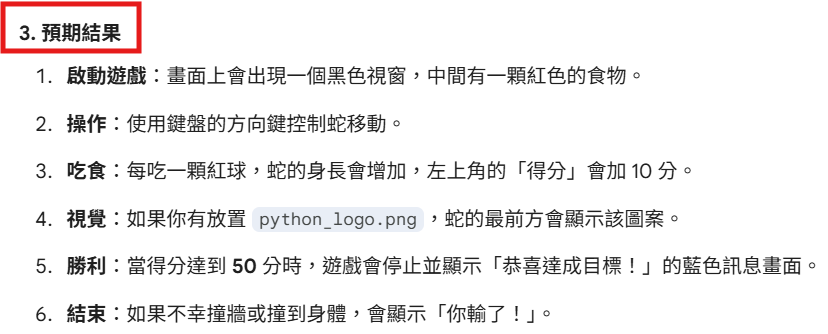 3. 預期結果
1. 啟動遊戲：畫面上會出現一個黑色視窗，中間有一顆紅色的食物。
2. 操作：使用鍵盤的方向鍵控制蛇移動。
3. 吃食：每吃一顆紅球，蛇的身長會增加，左上角的「得分」會加 10 分。
4. 視覺：如果你有放置 python_logo.png，蛇的最前方會顯示該圖案。
5. 勝利：當得分達到 50 分時，遊戲會停止並顯示「恭喜達成目標！」的藍色訊息畫面。
6. 結束：如果不幸撞牆或撞到身體，會顯示「你輸了！」。